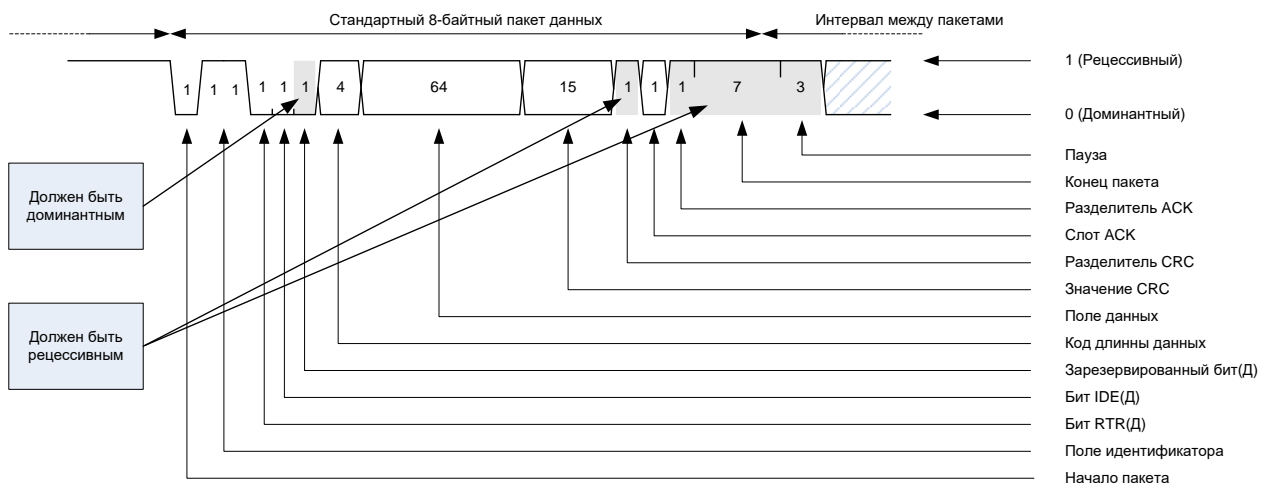 Стандартный 8-байтный пакет данных
Интервал между пакетами
1 1 1 1 1 1 4 64 15 1 1 1 7 3
1 (Рецессивный)
0 (Доминантный)
Должен быть
доминантным
Должен быть
рецессивным
Пауза
Конец пакета
Разделитель ACK
Слот ACK
Разделитель CRC
Значение CRC
Поле данных
Код длинны данных
Зарезервированный бит(Д)
Бит IDE(Д)
Бит RTR(Д)
Поле идентификатора
Начало пакета